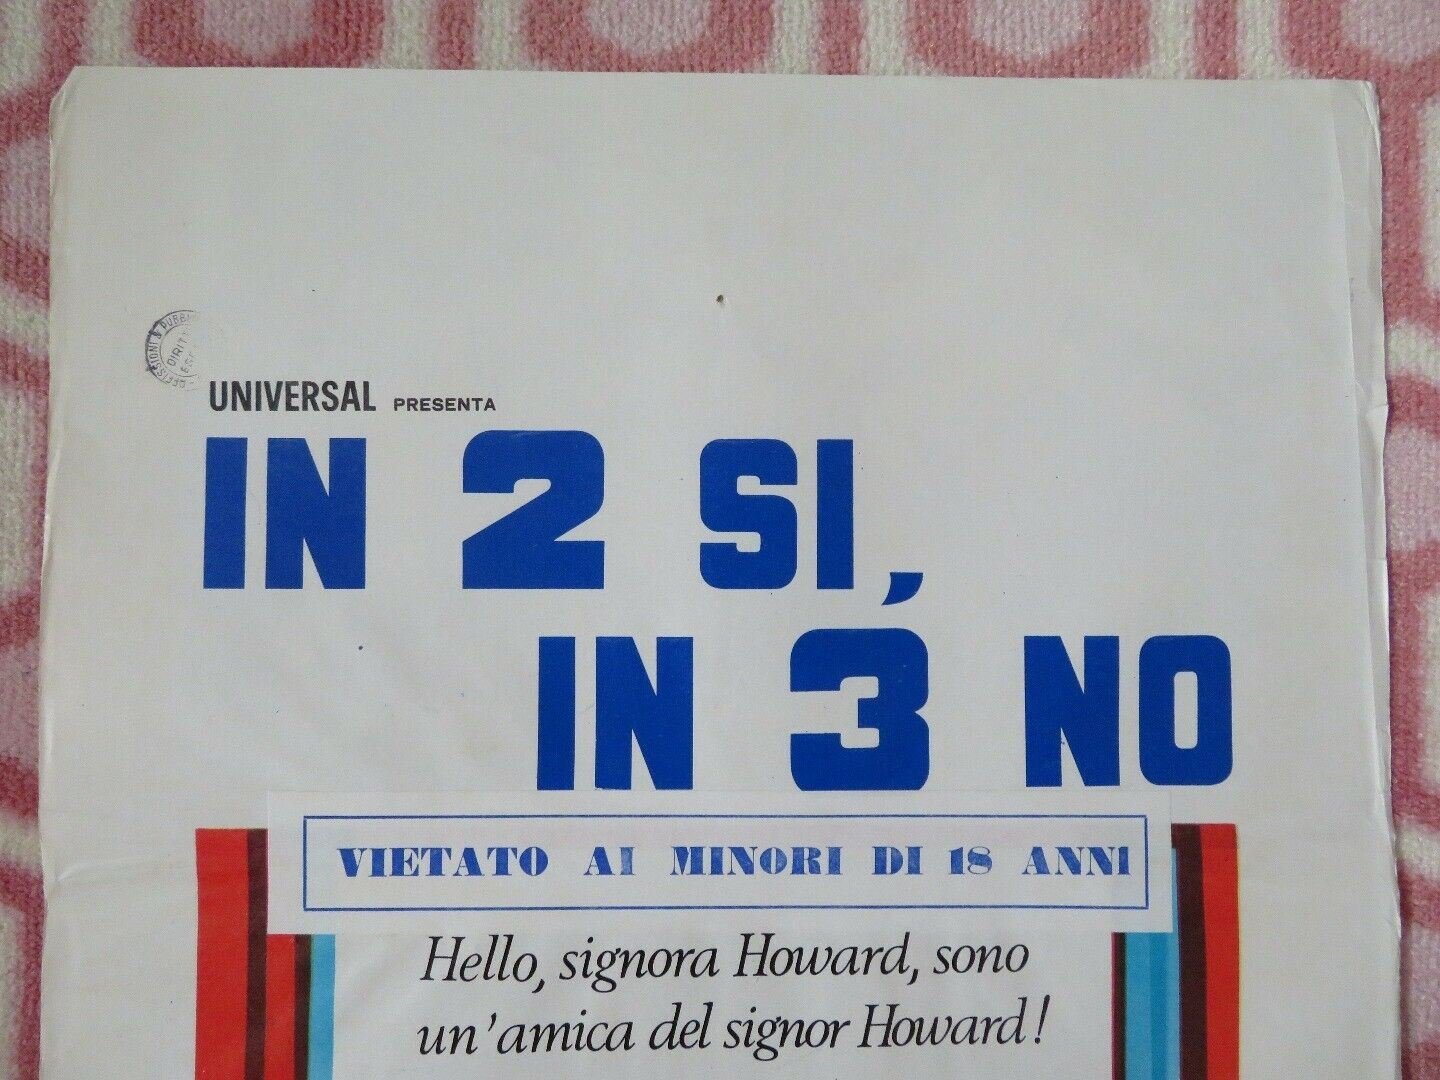 UNIVERSAL PRESENTA
IN 2 SI,
IN 3 NO
VIETATO AI MINORI DI 18 ANNI
Hello, signora Howard, sono
un'amica del signor Howard!